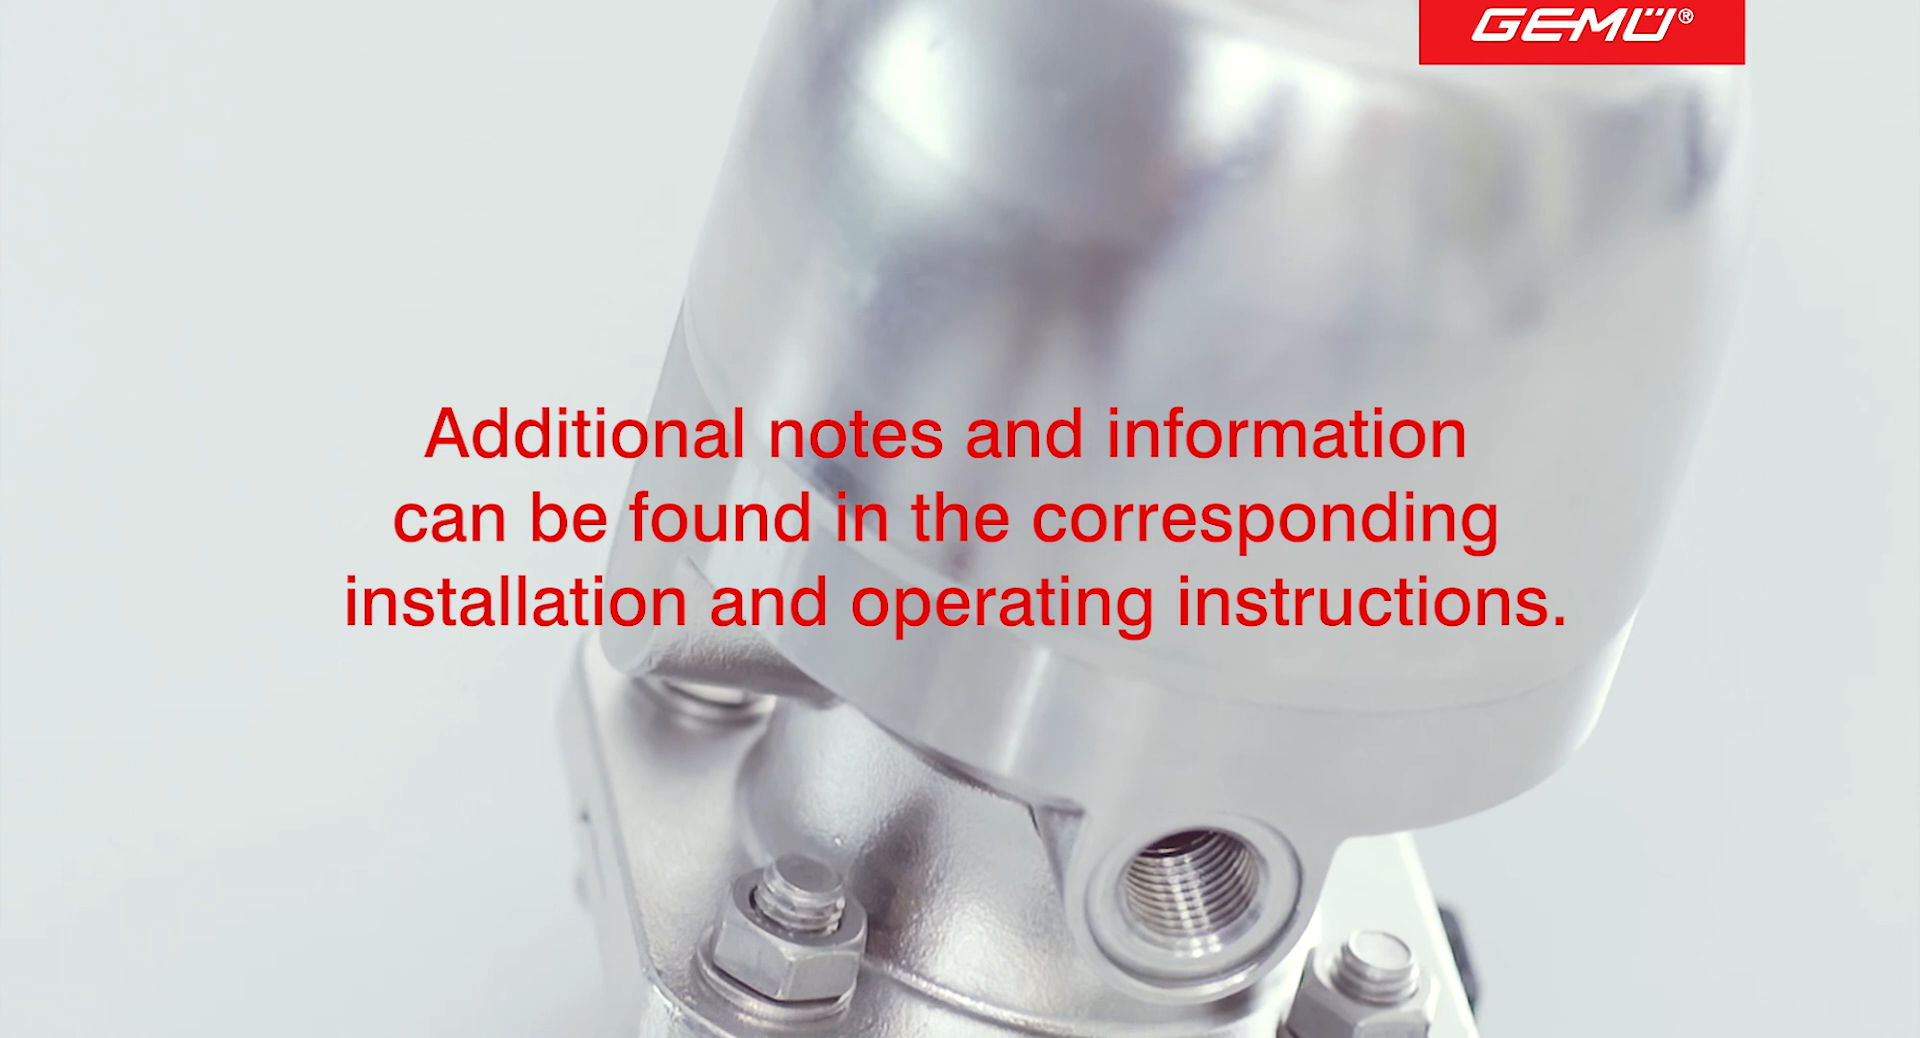 GEMÜ®
Additional notes and information
can be found in the corresponding
installation and operating instructions.